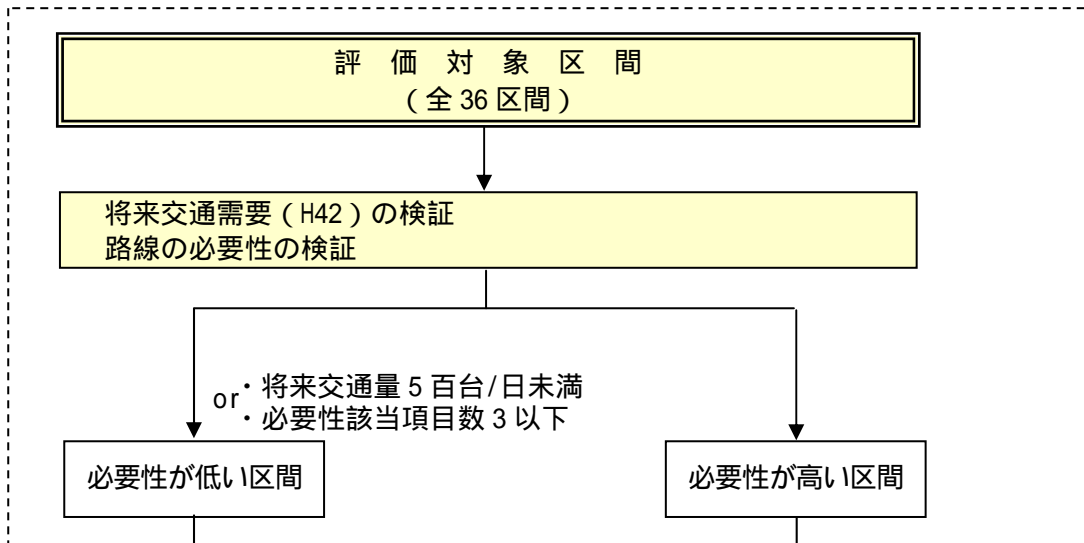 評 価 対 象 区 間
（全 36 区間）
将来交通需要（H42）の検証
路線の必要性の検証
or・将来交通量 5 百台/日未満
・必要性該当項目数 3 以下
必要性が低い区間
必要性が高い区間